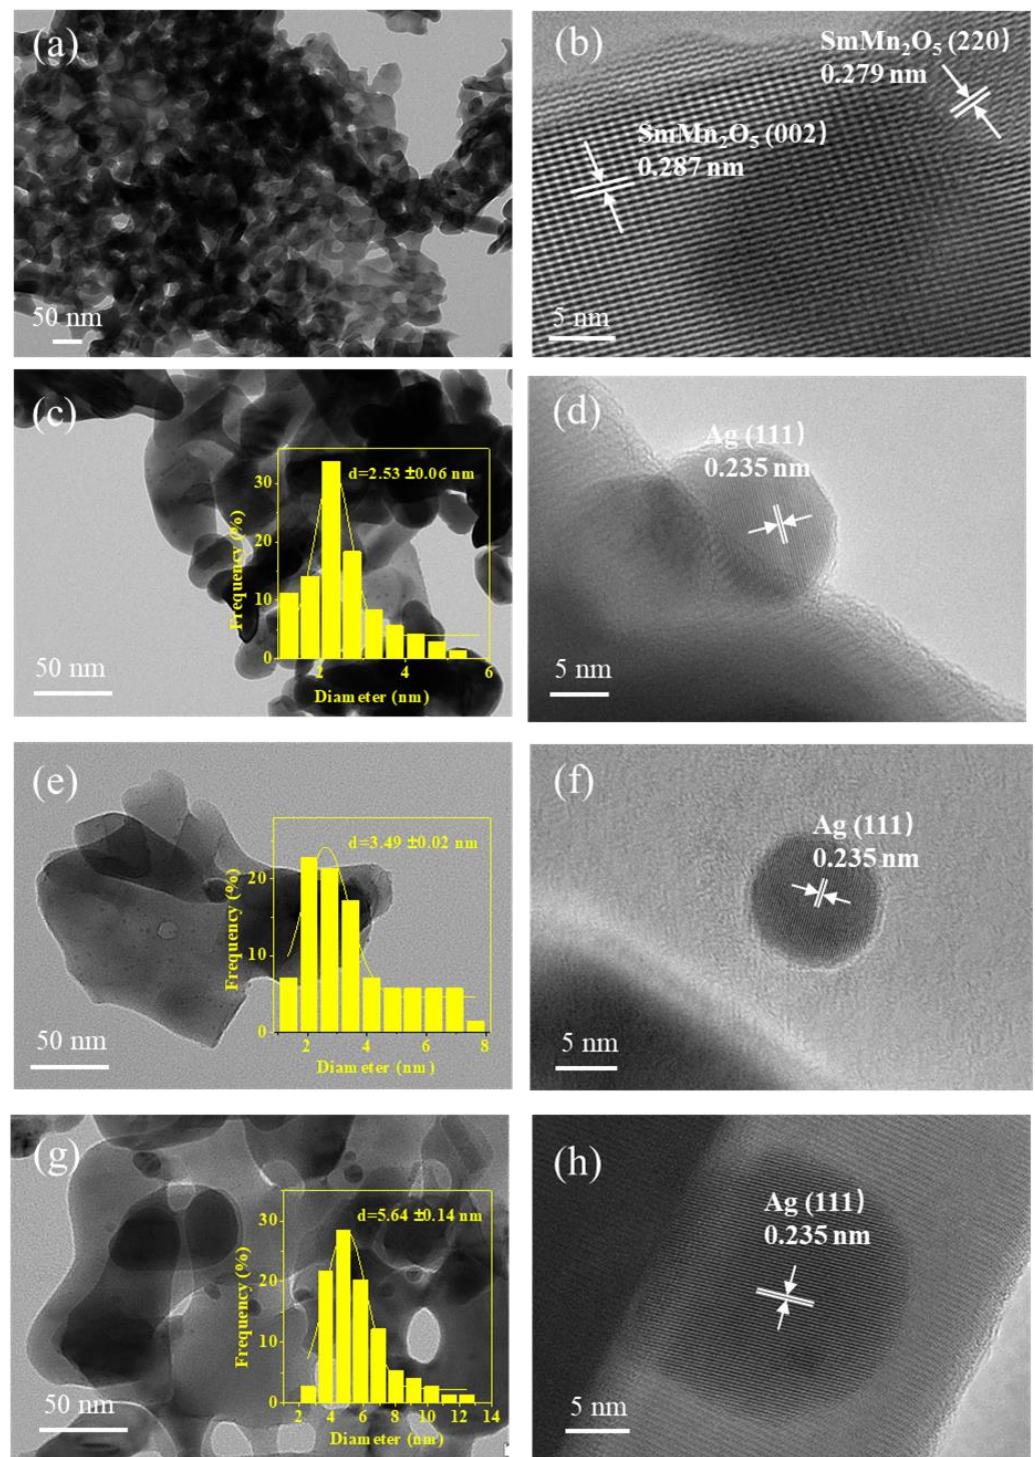 (a)
50 nm
(b)
SmMn₂O₅ (220)
0.279 nm
SmMn₂O₅ (002)
0.287 nm
5 nm
(c)
d=2.53 ±0.06 nm
30
20
10
0
Frequency (%)
2
4
6
Diameter (nm)
50 nm
(d)
Ag (111)
0.235 nm
5 nm
(e)
d=3.49 ±0.02 nm
20
10
0
Frequency (%)
2
4
6
8
Diameter (nm)
50 nm
(f)
Ag (111)
0.235 nm
5 nm
(g)
d=5.64 ±0.14 nm
30
20
10
0
Frequency (%)
2
4
6
8
10
12
14
Diameter (nm)
50 nm
(h)
Ag (111)
0.235 nm
5 nm